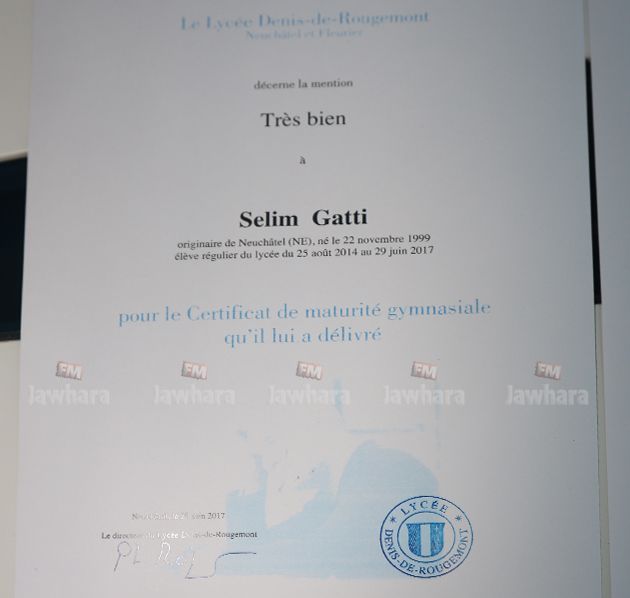 Le Lycée Denis-de-Rougemont
Neuchâtel et Fleurier
décerne la mention
Très bien
à
Selim Gatti
originaire de Neuchâtel (NE), né le 22 novembre 1999
élève régulier du lycée du 25 août 2014 au 29 juin 2017
pour le Certificat de maturité gymnasiale
qu'il lui a délivré
FM FM FM FM FM
Jawhara Jawhara Jawhara Jawhara Jawhara
juin 2017
Le directeur du Lycée Denis-de-Rougemont
LYCÉE
DENIS-DE-ROUGEMONT